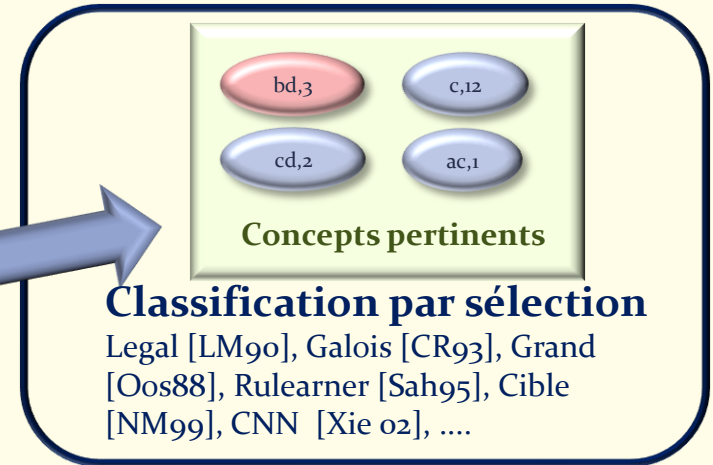 bd,3
c,12
cd,2
ac,1
Concepts pertinents
Classification par sélection
Legal [LM90], Galois [CR93], Grand
[Oos88], Rulearner [Sah95], Cible
[NM99], CNN [Xie 02], ....